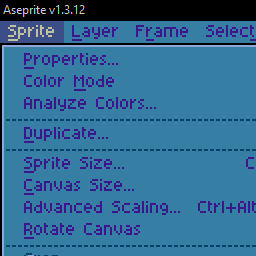 Aseprite v1.3.12
Sprite Layer Frame Select
Properties...
Color Mode
Analyze Colors...
Duplicate...
Sprite Size... C
Canvas Size...
Advanced Scaling... Ctrl+Alt
Rotate Canvas